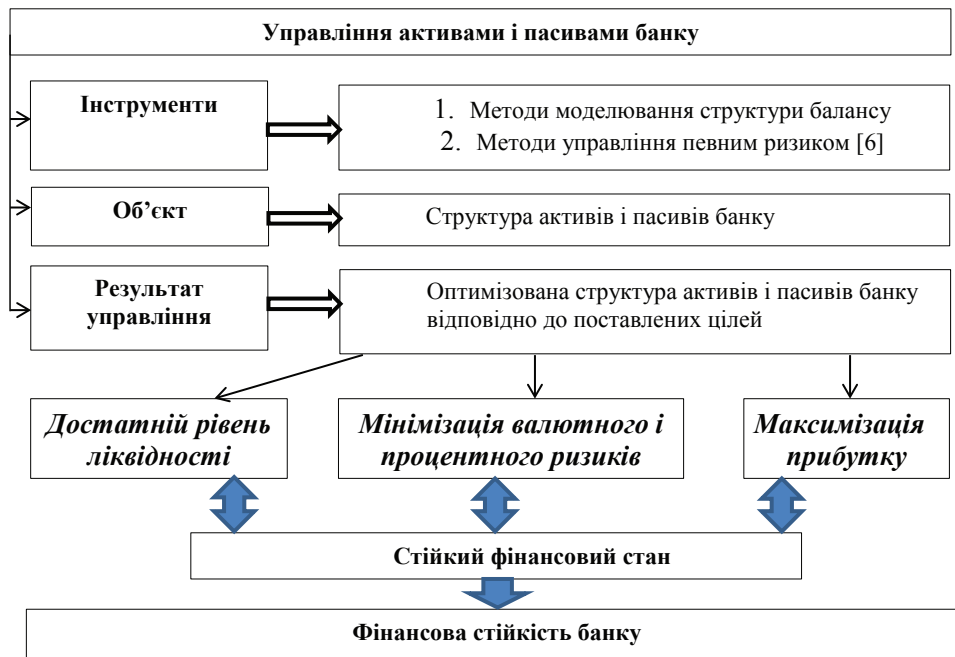 Управління активами і пасивами банку
Інструменти
1. Методи моделювання структури балансу
2. Методи управління певним ризиком [6]
Об’єкт
Структура активів і пасивів банку
Результат
управління
Оптимізована структура активів і пасивів банку
відповідно до поставлених цілей
Достатній рівень
ліквідності
Мінімізація валютного і
процентного ризиків
Максимізація
прибутку
Стійкий фінансовий стан
Фінансова стійкість банку